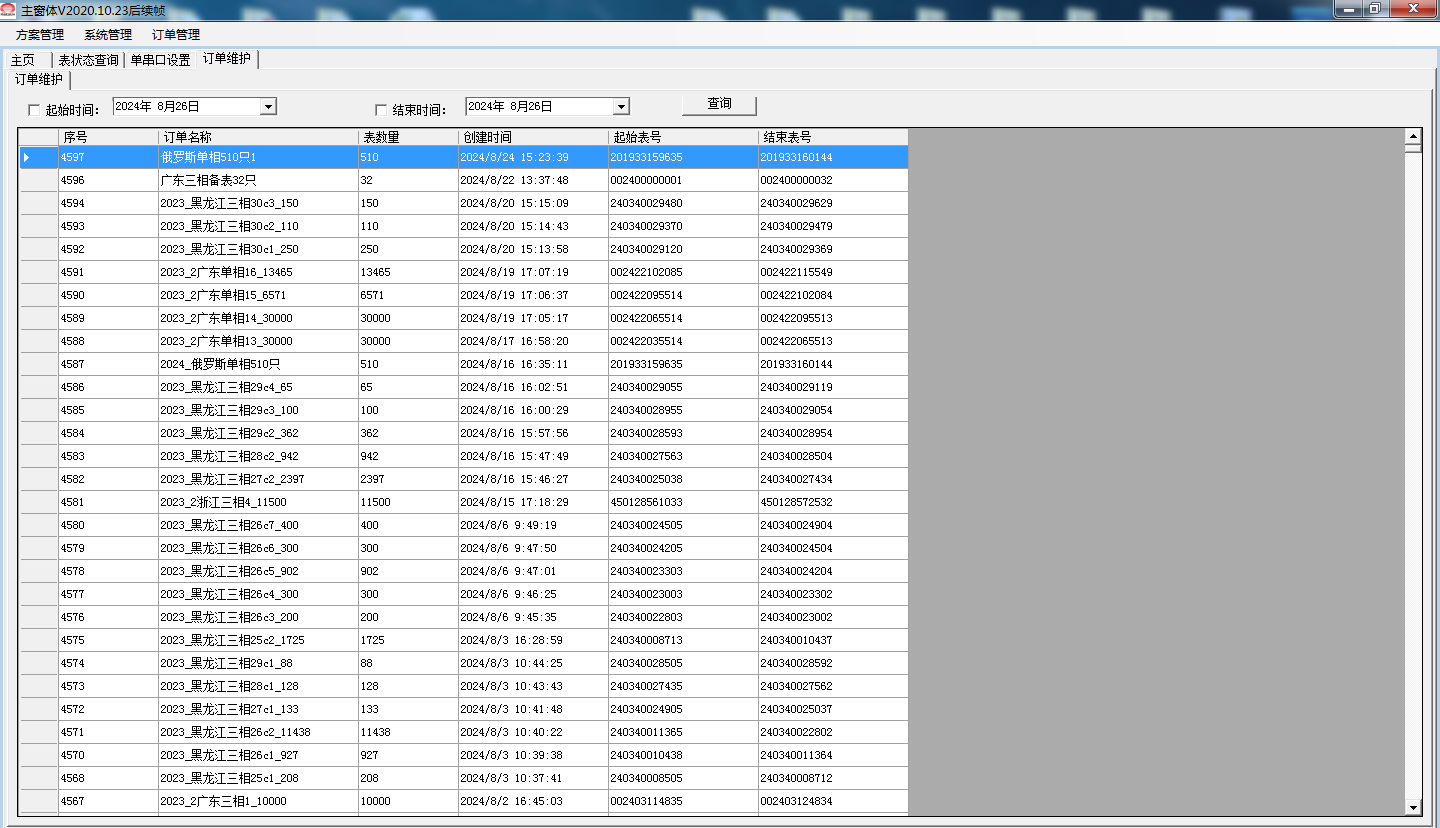 主窗体V2020.10.23后续帧
方案管理 系统管理 订单管理
主页 表状态查询 单串口设置 订单维护
订单维护
起始时间： 2024年 8月26日 结束时间： 2024年 8月26日 查询
序号 订单名称 表数量 创建时间 起始表号 结束表号
4597 俄罗斯单相510只1 510 2024/8/24 15:23:39 201933159635 201933160144
4596 广东三相备表32只 32 2024/8/22 13:37:48 002400000001 002400000032
4594 2023_黑龙江三相30c3_150 150 2024/8/20 15:15:09 240340029480 240340029629
4593 2023_黑龙江三相30c2_110 110 2024/8/20 15:14:43 240340029370 240340029479
4592 2023_黑龙江三相30c1_250 250 2024/8/20 15:13:58 240340029120 240340029369
4591 2023_2广东单相16_13465 13465 2024/8/19 17:07:19 002422102085 002422115549
4590 2023_2广东单相15_6571 6571 2024/8/19 17:06:37 002422095514 002422102084
4589 2023_2广东单相14_30000 30000 2024/8/19 17:05:17 002422065514 002422095513
4588 2023_2广东单相13_30000 30000 2024/8/17 16:58:20 002422035514 002422065513
4587 2024_俄罗斯单相510只 510 2024/8/16 16:35:11 201933159635 201933160144
4586 2023_黑龙江三相29c4_65 65 2024/8/16 16:02:51 240340029055 240340029119
4585 2023_黑龙江三相29c3_100 100 2024/8/16 16:00:29 240340028955 240340029054
4584 2023_黑龙江三相29c2_362 362 2024/8/16 15:57:56 240340028593 240340028954
4583 2023_黑龙江三相28c2_942 942 2024/8/16 15:47:49 240340027563 240340028504
4582 2023_黑龙江三相27c2_2397 2397 2024/8/16 15:46:27 240340025038 240340027434
4581 2023_2浙江三相4_11500 11500 2024/8/15 17:18:29 450128561033 450128572532
4580 2023_黑龙江三相26c7_400 400 2024/8/6 9:49:19 240340024505 240340024904
4579 2023_黑龙江三相26c6_300 300 2024/8/6 9:47:50 240340024205 240340024504
4578 2023_黑龙江三相26c5_902 902 2024/8/6 9:47:01 240340023303 240340024204
4577 2023_黑龙江三相26c4_300 300 2024/8/6 9:46:25 240340023003 240340023302
4576 2023_黑龙江三相26c3_200 200 2024/8/6 9:45:35 240340022803 240340023002
4575 2023_黑龙江三相25c2_1725 1725 2024/8/3 16:28:59 240340008713 240340010437
4574 2023_黑龙江三相29c1_88 88 2024/8/3 10:44:25 240340028505 240340028592
4573 2023_黑龙江三相28c1_128 128 2024/8/3 10:43:43 240340027435 240340027562
4572 2023_黑龙江三相27c1_133 133 2024/8/3 10:41:48 240340024905 240340025037
4571 2023_黑龙江三相26c2_11438 11438 2024/8/3 10:40:22 240340011365 240340022802
4570 2023_黑龙江三相26c1_927 927 2024/8/3 10:39:38 240340010438 240340011364
4568 2023_黑龙江三相25c1_208 208 2024/8/3 10:37:41 240340008505 240340008712
4567 2023_2广东三相1_10000 10000 2024/8/2 16:45:03 002403114835 002403124834